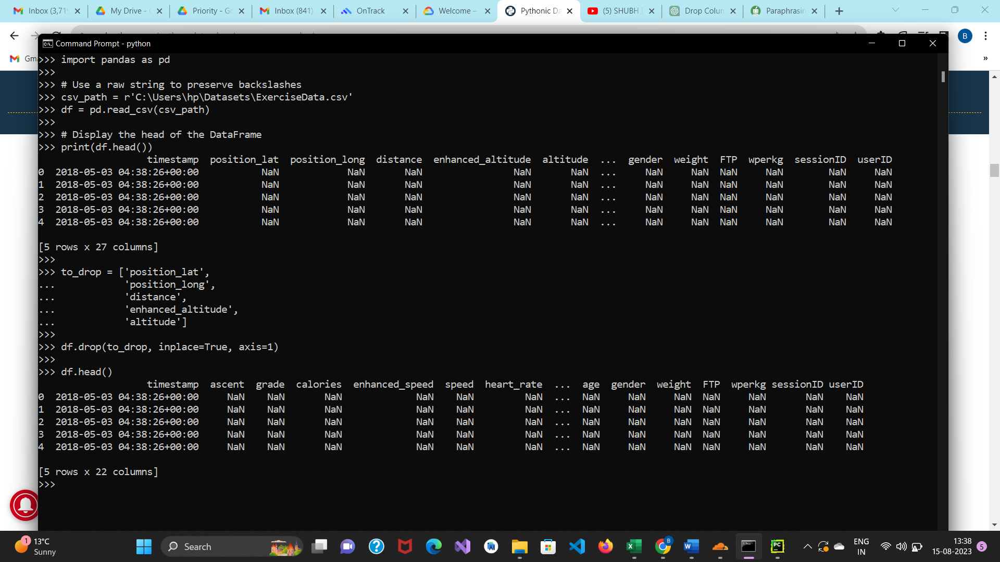 Inbox (3,719
My Drive - G
Priority - Go
Inbox (841)
OnTrack
Welcome –
Pythonic Da
(5) SHUBH
Drop Colum
Paraphrasin
B
Gm
»
Command Prompt - python
>>> import pandas as pd
>>>
>>> # Use a raw string to preserve backslashes
>>> csv_path = r'C:\Users\hp\Datasets\ExerciseData.csv'
>>> df = pd.read_csv(csv_path)
>>>
>>> # Display the head of the DataFrame
>>> print(df.head())
timestamp position_lat position_long distance enhanced_altitude altitude ... gender weight FTP wperkg sessionID userID
0 2018-05-03 04:38:26+00:00 NaN NaN NaN NaN NaN ... NaN NaN NaN NaN NaN NaN
1 2018-05-03 04:38:26+00:00 NaN NaN NaN NaN NaN ... NaN NaN NaN NaN NaN NaN
2 2018-05-03 04:38:26+00:00 NaN NaN NaN NaN NaN ... NaN NaN NaN NaN NaN NaN
3 2018-05-03 04:38:26+00:00 NaN NaN NaN NaN NaN ... NaN NaN NaN NaN NaN NaN
4 2018-05-03 04:38:26+00:00 NaN NaN NaN NaN NaN ... NaN NaN NaN NaN NaN NaN
[5 rows x 27 columns]
>>>
>>> to_drop = ['position_lat',
... 'position_long',
... 'distance',
... 'enhanced_altitude',
... 'altitude']
>>>
>>> df.drop(to_drop, inplace=True, axis=1)
>>>
>>> df.head()
timestamp ascent grade calories enhanced_speed speed heart_rate ... age gender weight FTP wperkg sessionID userID
0 2018-05-03 04:38:26+00:00 NaN NaN NaN NaN NaN NaN ... NaN NaN NaN NaN NaN NaN NaN
1 2018-05-03 04:38:26+00:00 NaN NaN NaN NaN NaN NaN ... NaN NaN NaN NaN NaN NaN NaN
2 2018-05-03 04:38:26+00:00 NaN NaN NaN NaN NaN NaN ... NaN NaN NaN NaN NaN NaN NaN
3 2018-05-03 04:38:26+00:00 NaN NaN NaN NaN NaN NaN ... NaN NaN NaN NaN NaN NaN NaN
4 2018-05-03 04:38:26+00:00 NaN NaN NaN NaN NaN NaN ... NaN NaN NaN NaN NaN NaN NaN
[5 rows x 22 columns]
>>>
1
13°C
Sunny
Search
B
PC
ENG
IN
13:38
15-08-2023
5